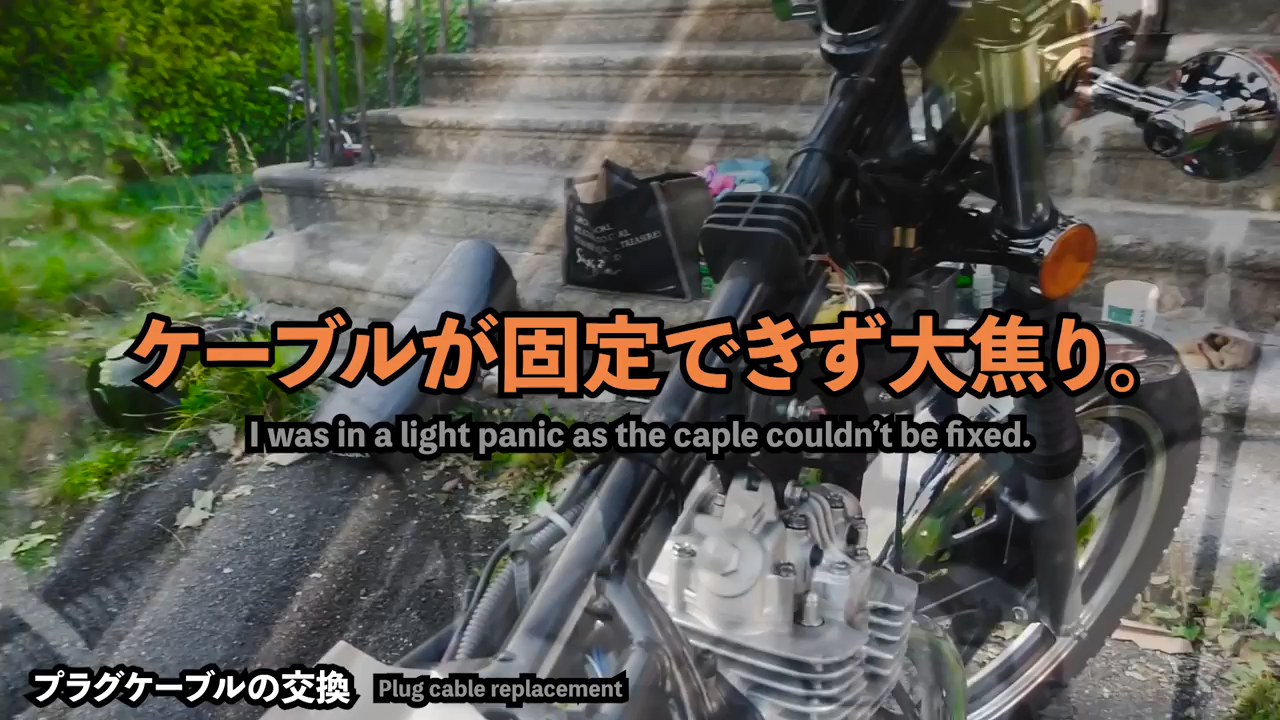 TREASURES
ケーブルが固定できず大焦り。
I was in a light panic as the caple couldn't be fixed.
プラグケーブルの交換
Plug cable replacement